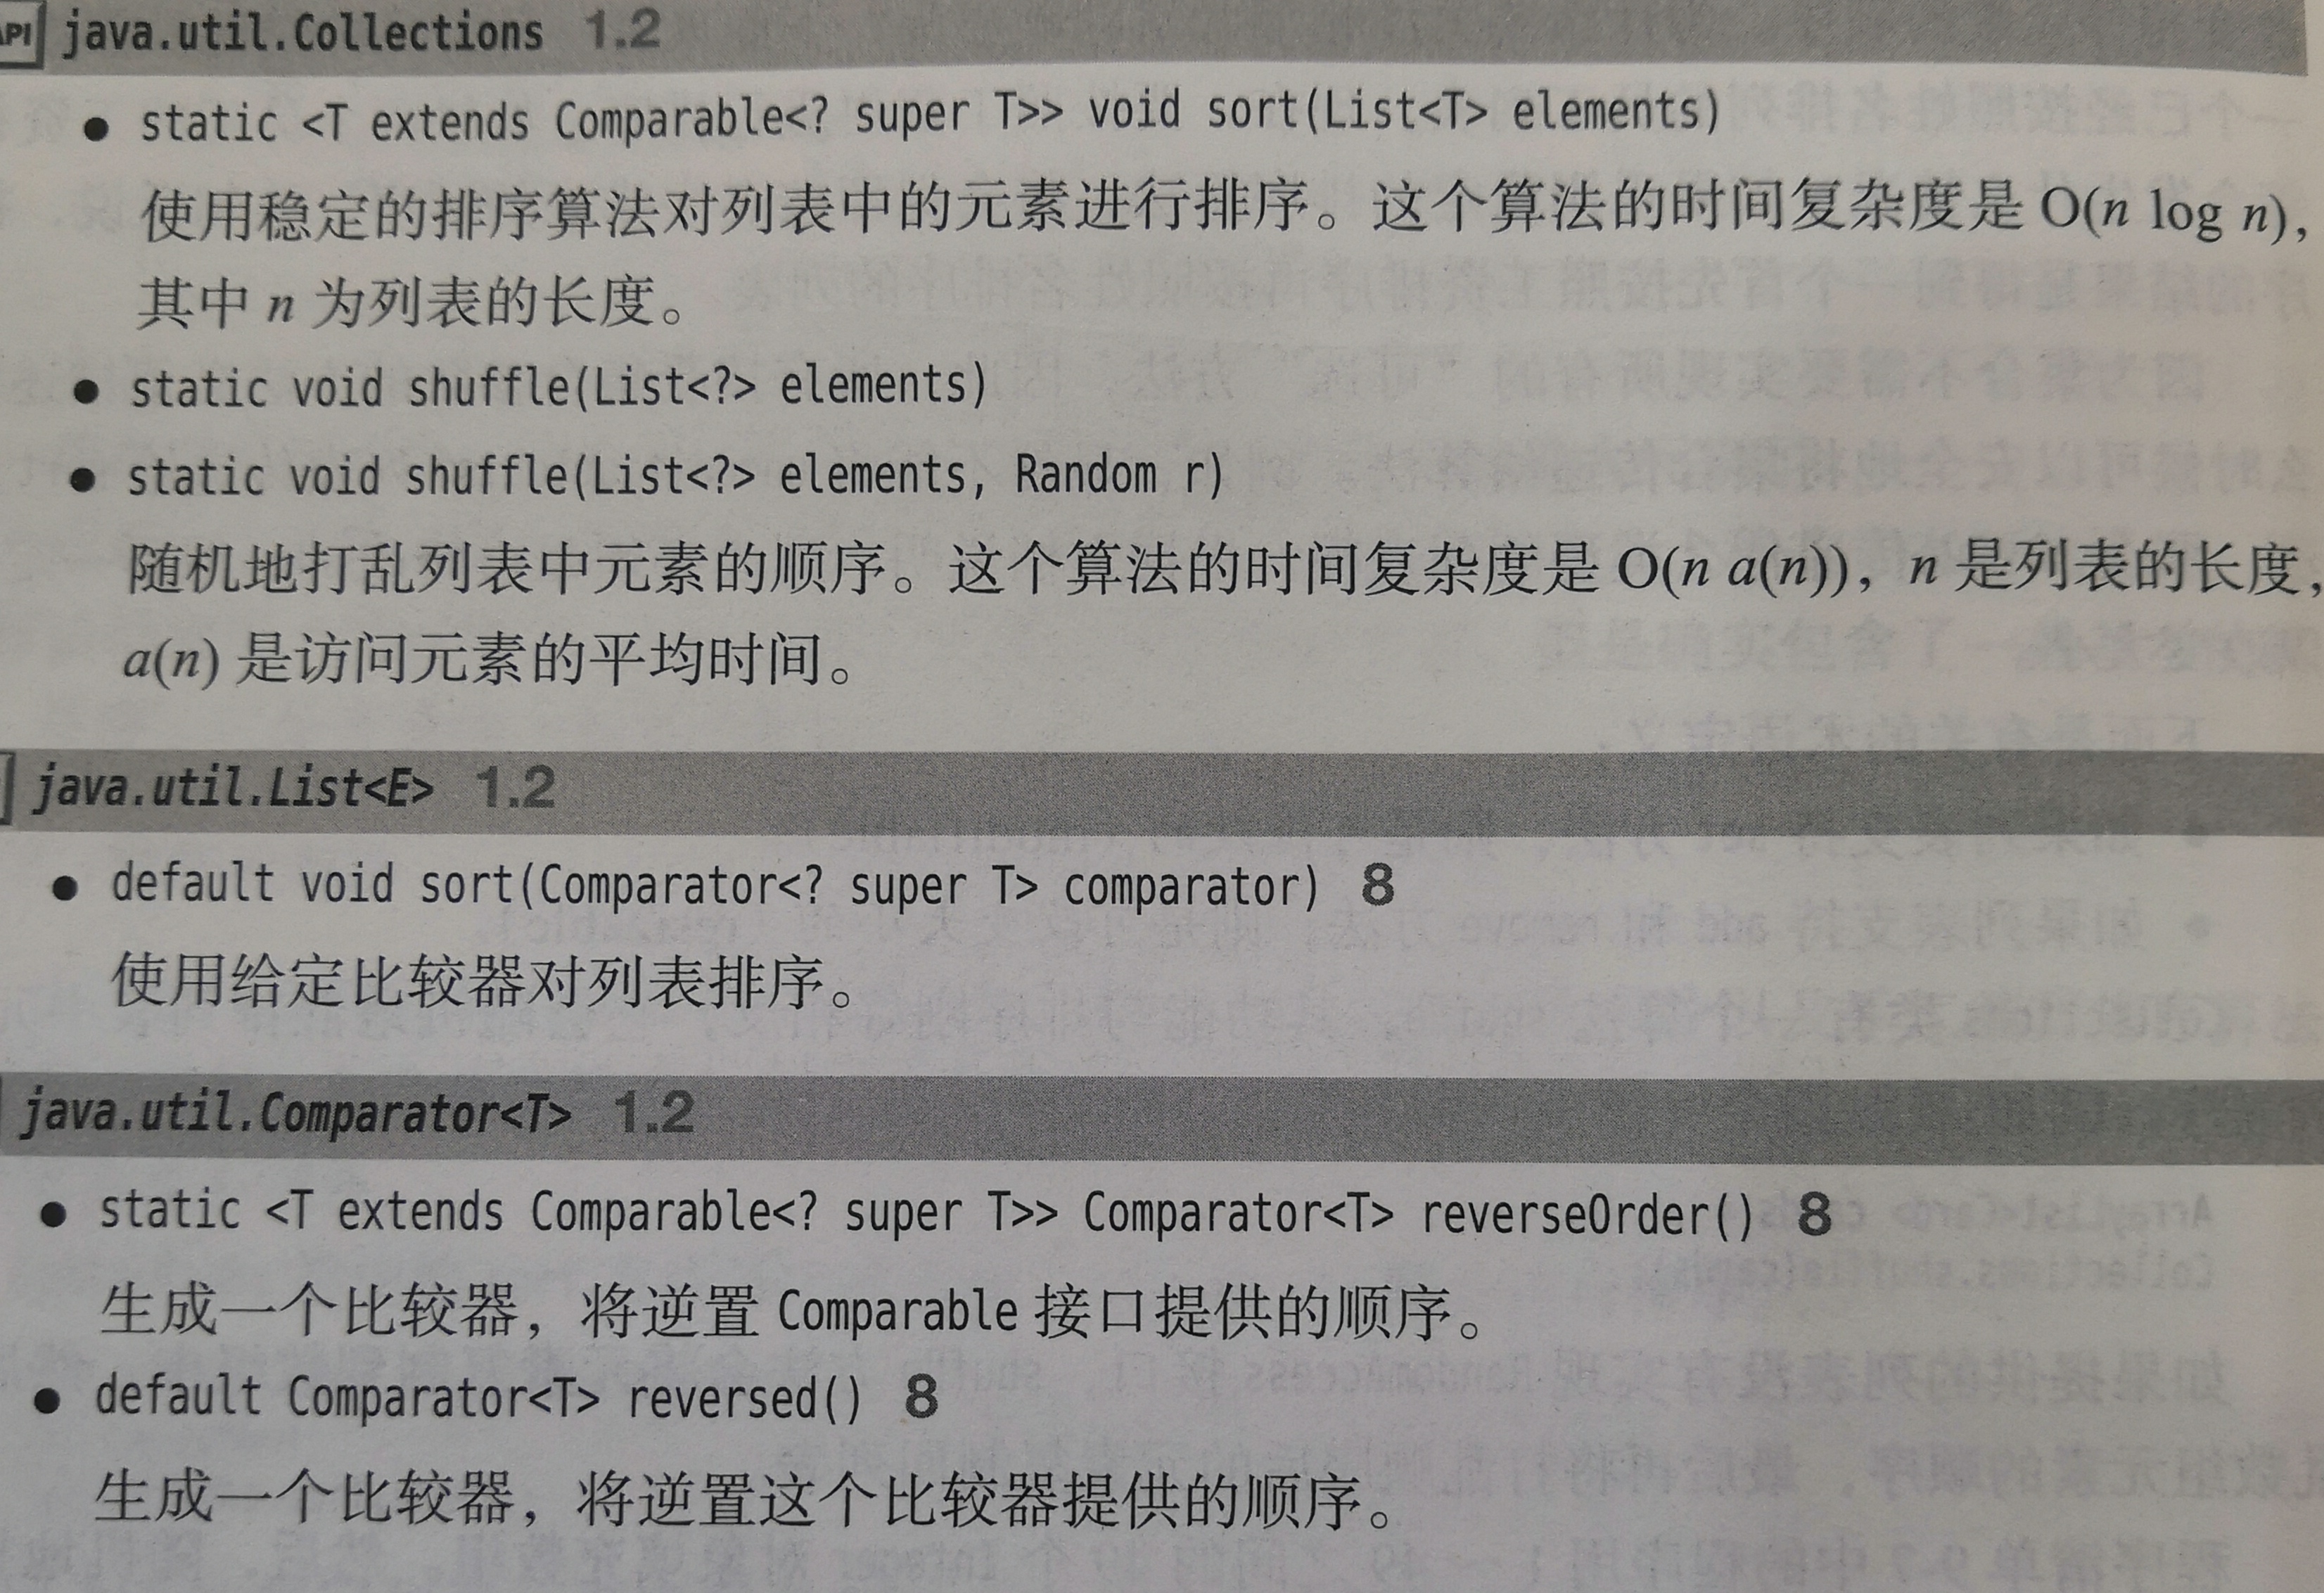 API java.util.Collections 1.2
● static <T extends Comparable<? super T>> void sort(List<T> elements)
使用稳定的排序算法对列表中的元素进行排序。这个算法的时间复杂度是 O(n log n),
其中 n 为列表的长度。
● static void shuffle(List<?> elements)
● static void shuffle(List<?> elements, Random r)
随机地打乱列表中元素的顺序。这个算法的时间复杂度是 O(n a(n)), n 是列表的长度,
a(n) 是访问元素的平均时间。
java.util.List<E> 1.2
● default void sort(Comparator<? super T> comparator) 8
使用给定比较器对列表排序。
java.util.Comparator<T> 1.2
● static <T extends Comparable<? super T>> Comparator<T> reverseOrder() 8
生成一个比较器，将逆置 Comparable 接口提供的顺序。
● default Comparator<T> reversed() 8
生成一个比较器，将逆置这个比较器提供的顺序。